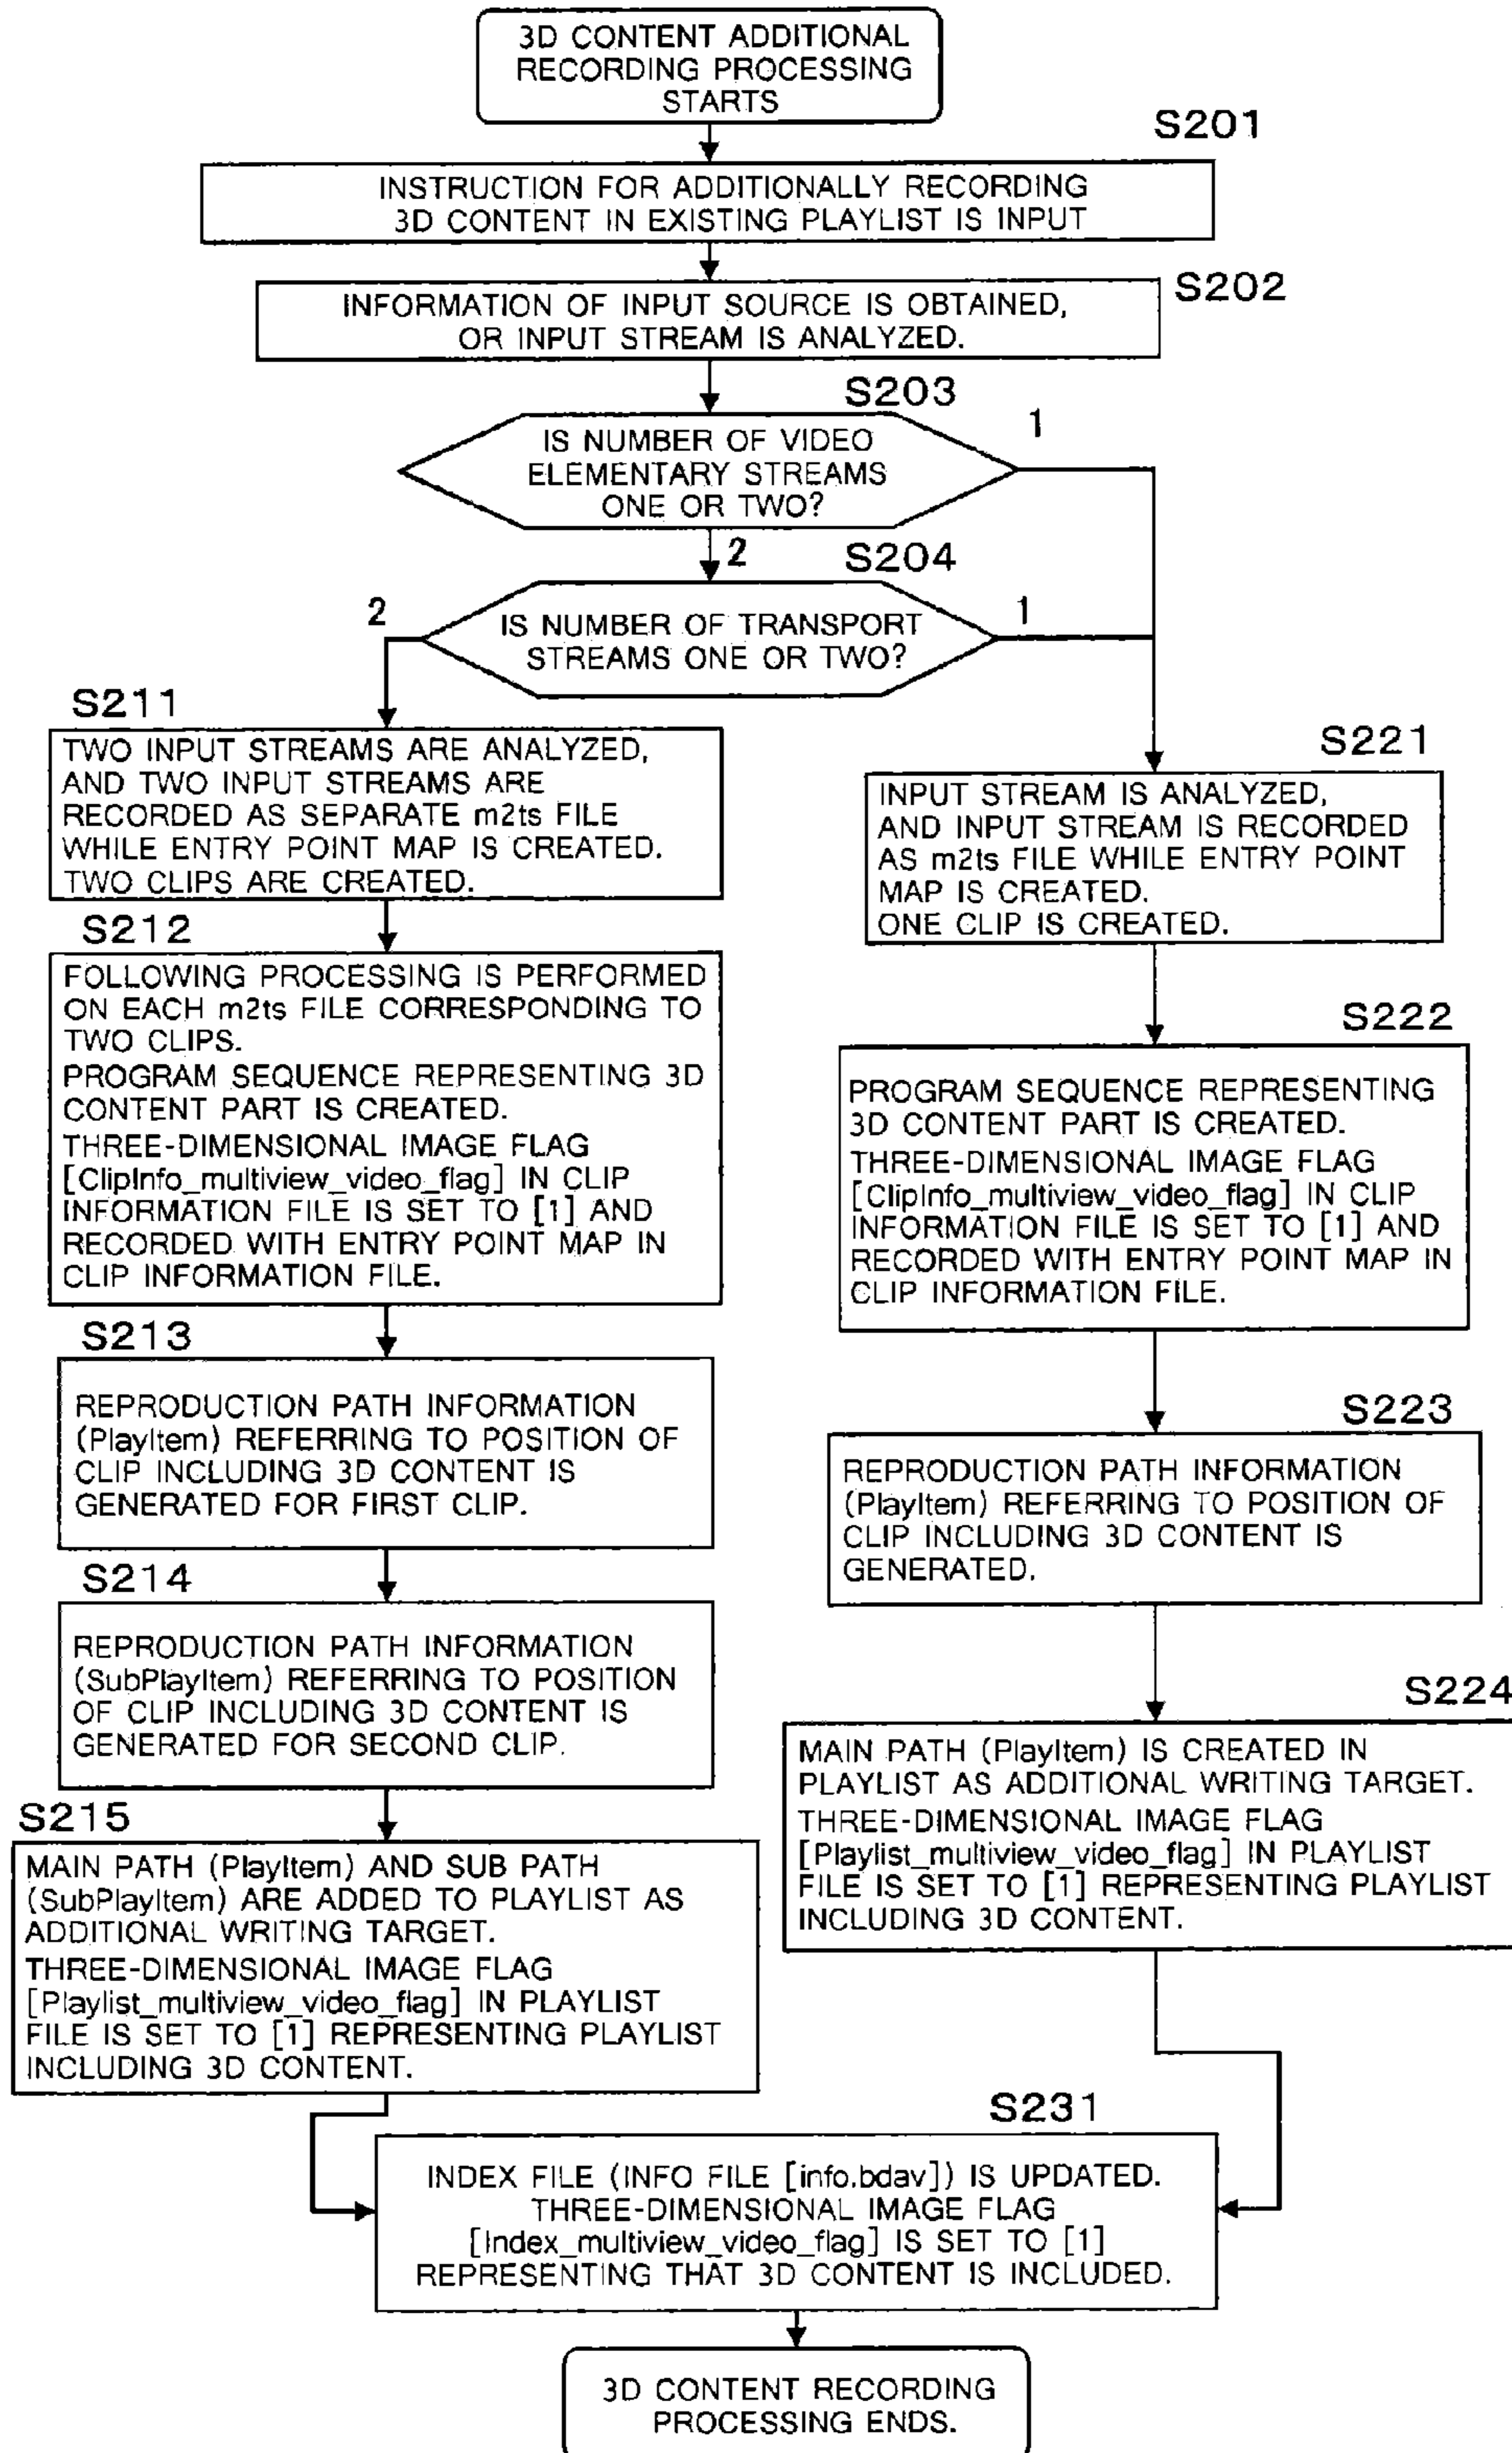 3D CONTENT ADDITIONAL
RECORDING PROCESSING
STARTS
S201
INSTRUCTION FOR ADDITIONALLY RECORDING
3D CONTENT IN EXISTING PLAYLIST IS INPUT
S202
INFORMATION OF INPUT SOURCE IS OBTAINED,
OR INPUT STREAM IS ANALYZED.
S203
1
IS NUMBER OF VIDEO
ELEMENTARY STREAMS
ONE OR TWO?
2
S204
2
1
IS NUMBER OF TRANSPORT
STREAMS ONE OR TWO?
S211
TWO INPUT STREAMS ARE ANALYZED,
AND TWO INPUT STREAMS ARE
RECORDED AS SEPARATE m2ts FILE
WHILE ENTRY POINT MAP IS CREATED.
TWO CLIPS ARE CREATED.
S212
FOLLOWING PROCESSING IS PERFORMED
ON EACH m2ts FILE CORRESPONDING TO
TWO CLIPS.
PROGRAM SEQUENCE REPRESENTING 3D
CONTENT PART IS CREATED.
THREE-DIMENSIONAL IMAGE FLAG
[ClipInfo_multiview_video_flag] IN CLIP
INFORMATION FILE IS SET TO [1] AND
RECORDED WITH ENTRY POINT MAP IN
CLIP INFORMATION FILE.
S213
REPRODUCTION PATH INFORMATION
(PlayItem) REFERRING TO POSITION OF
CLIP INCLUDING 3D CONTENT IS
GENERATED FOR FIRST CLIP.
S214
REPRODUCTION PATH INFORMATION
(SubPlayItem) REFERRING TO POSITION
OF CLIP INCLUDING 3D CONTENT IS
GENERATED FOR SECOND CLIP.
S215
MAIN PATH (PlayItem) AND SUB PATH
(SubPlayItem) ARE ADDED TO PLAYLIST AS
ADDITIONAL WRITING TARGET.
THREE-DIMENSIONAL IMAGE FLAG
[Playlist_multiview_video_flag] IN PLAYLIST
FILE IS SET TO [1] REPRESENTING PLAYLIST
INCLUDING 3D CONTENT.
S221
INPUT STREAM IS ANALYZED,
AND INPUT STREAM IS RECORDED
AS m2ts FILE WHILE ENTRY POINT
MAP IS CREATED.
ONE CLIP IS CREATED.
S222
PROGRAM SEQUENCE REPRESENTING
3D CONTENT PART IS CREATED.
THREE-DIMENSIONAL IMAGE FLAG
[ClipInfo_multiview_video_flag] IN CLIP
INFORMATION FILE IS SET TO [1] AND
RECORDED WITH ENTRY POINT MAP IN
CLIP INFORMATION FILE.
S223
REPRODUCTION PATH INFORMATION
(PlayItem) REFERRING TO POSITION OF
CLIP INCLUDING 3D CONTENT IS
GENERATED.
S224
MAIN PATH (PlayItem) IS CREATED IN
PLAYLIST AS ADDITIONAL WRITING TARGET.
THREE-DIMENSIONAL IMAGE FLAG
[Playlist_multiview_video_flag] IN PLAYLIST
FILE IS SET TO [1] REPRESENTING PLAYLIST
INCLUDING 3D CONTENT.
S231
INDEX FILE (INFO FILE [info.bdav]) IS UPDATED.
THREE-DIMENSIONAL IMAGE FLAG
[Index_multiview_video_flag] IS SET TO [1]
REPRESENTING THAT 3D CONTENT IS INCLUDED.
3D CONTENT RECORDING
PROCESSING ENDS.